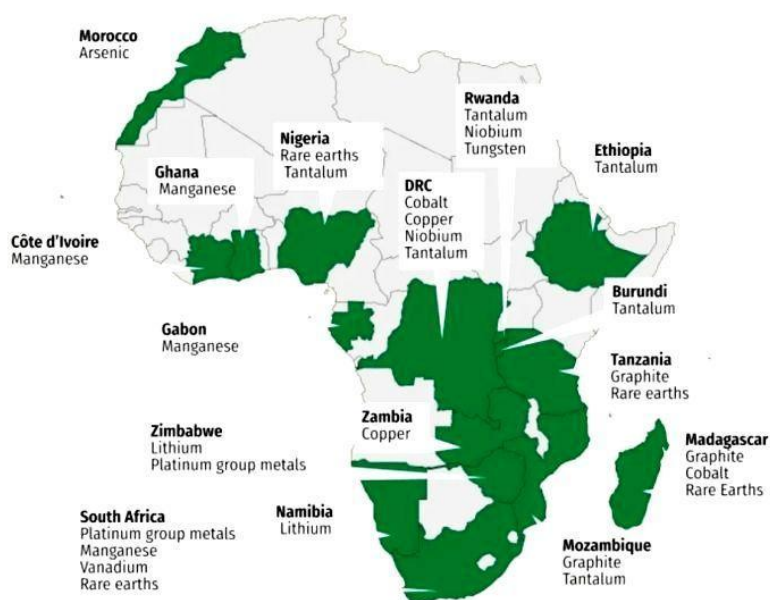 Morocco
Arsenic
Nigeria
Rare earths
Tantalum
Rwanda
Tantalum
Niobium
Tungsten
Ethiopia
Tantalum
Ghana
Manganese
DRC
Cobalt
Copper
Niobium
Tantalum
Côte d'Ivoire
Manganese
Burundi
Tantalum
Gabon
Manganese
Tanzania
Graphite
Rare earths
Zambia
Copper
Zimbabwe
Lithium
Platinum group metals
Madagascar
Graphite
Cobalt
Rare Earths
Namibia
Lithium
South Africa
Platinum group metals
Manganese
Vanadium
Rare earths
Mozambique
Graphite
Tantalum